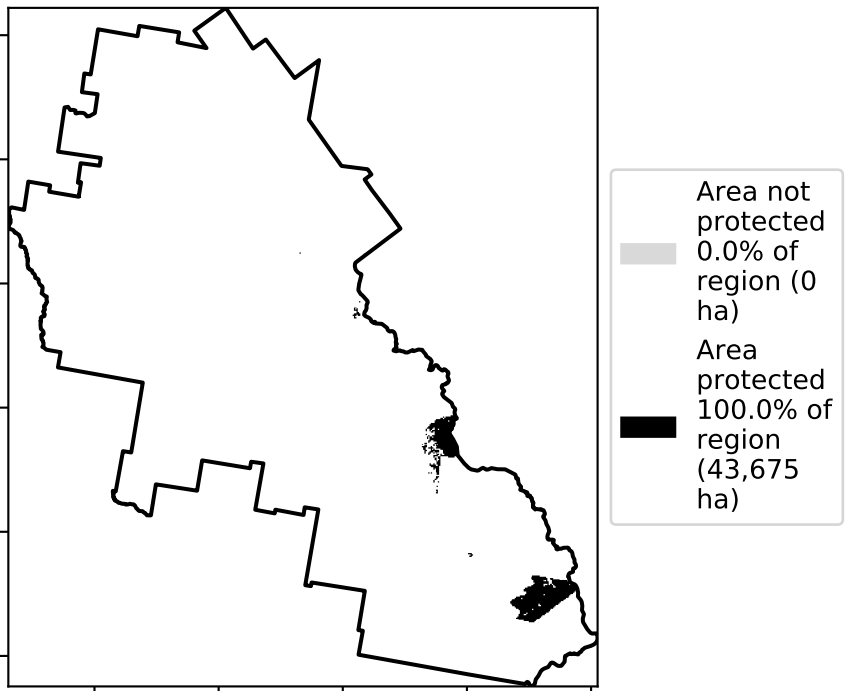 Area not
protected
0.0% of
region (0
ha)
Area
protected
100.0% of
region
(43,675
ha)